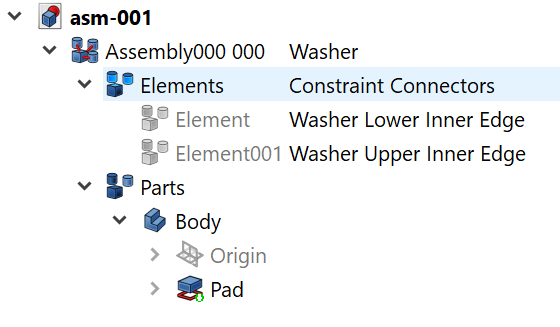 asm-001
Assembly000 000 Washer
Elements Constraint Connectors
Element Washer Lower Inner Edge
Element001 Washer Upper Inner Edge
Parts
Body
Origin
Pad